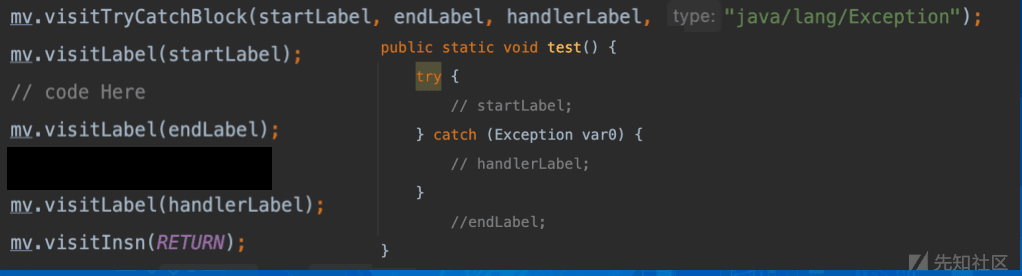 mv.visitTryCatchBlock(startLabel, endLabel, handlerLabel, type: "java/lang/Exception");
mv.visitLabel(startLabel);
// code Here
mv.visitLabel(endLabel);
mv.visitLabel(handlerLabel);
mv.visitInsn(RETURN);
public static void test() {
try {
// startLabel;
} catch (Exception var0) {
// handlerLabel;
}
//endLabel;
}
先知社区